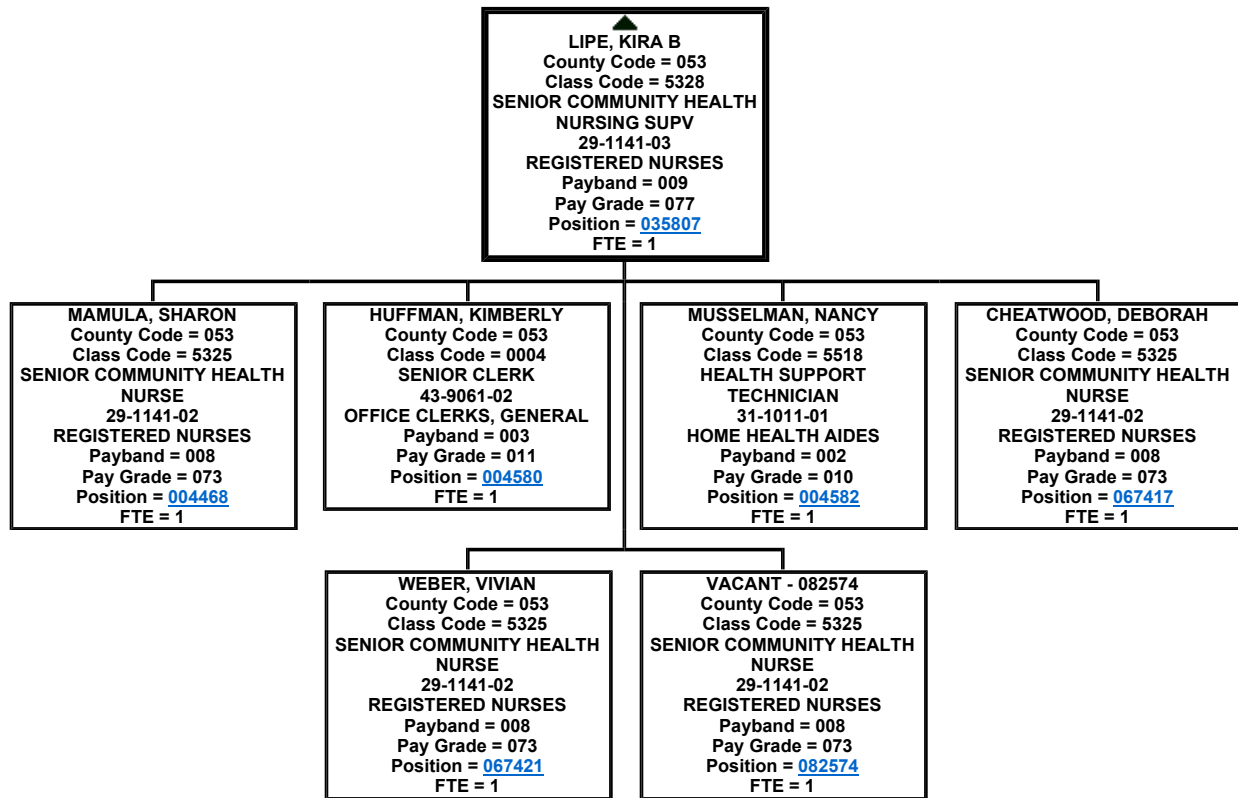 LIPE, KIRA B
County Code = 053
Class Code = 5328
SENIOR COMMUNITY HEALTH
NURSING SUPV
29-1141-03
REGISTERED NURSES
Payband = 009
Pay Grade = 077
Position = 035807
FTE = 1
MAMULA, SHARON
County Code = 053
Class Code = 5325
SENIOR COMMUNITY HEALTH
NURSE
29-1141-02
REGISTERED NURSES
Payband = 008
Pay Grade = 073
Position = 004468
FTE = 1
HUFFMAN, KIMBERLY
County Code = 053
Class Code = 0004
SENIOR CLERK
43-9061-02
OFFICE CLERKS, GENERAL
Payband = 003
Pay Grade = 011
Position = 004580
FTE = 1
MUSSELMAN, NANCY
County Code = 053
Class Code = 5518
HEALTH SUPPORT
TECHNICIAN
31-1011-01
HOME HEALTH AIDES
Payband = 002
Pay Grade = 010
Position = 004582
FTE = 1
CHEATWOOD, DEBORAH
County Code = 053
Class Code = 5325
SENIOR COMMUNITY HEALTH
NURSE
29-1141-02
REGISTERED NURSES
Payband = 008
Pay Grade = 073
Position = 067417
FTE = 1
WEBER, VIVIAN
County Code = 053
Class Code = 5325
SENIOR COMMUNITY HEALTH
NURSE
29-1141-02
REGISTERED NURSES
Payband = 008
Pay Grade = 073
Position = 067421
FTE = 1
VACANT - 082574
County Code = 053
Class Code = 5325
SENIOR COMMUNITY HEALTH
NURSE
29-1141-02
REGISTERED NURSES
Payband = 008
Pay Grade = 073
Position = 082574
FTE = 1